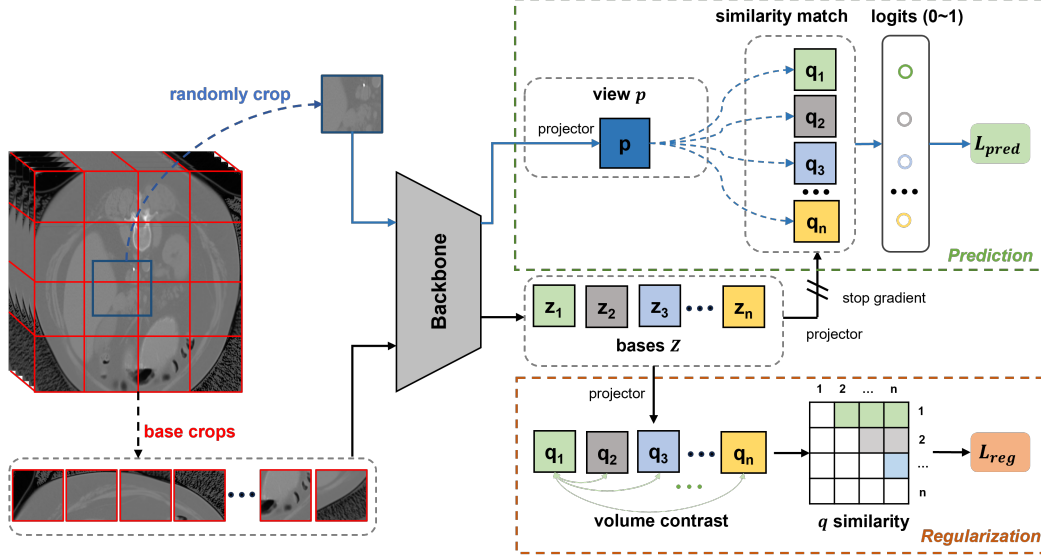 similarity match
logits (0~1)
randomly crop
view p
projector
p
q1
q2
q3
qn
Lpred
Prediction
Backbone
z1
z2
z3
zn
bases Z
stop gradient
projector
base crops
projector
q1
q2
q3
qn
volume contrast
1 2 ... n
1
2
...
n
q similarity
Lreg
Regularization